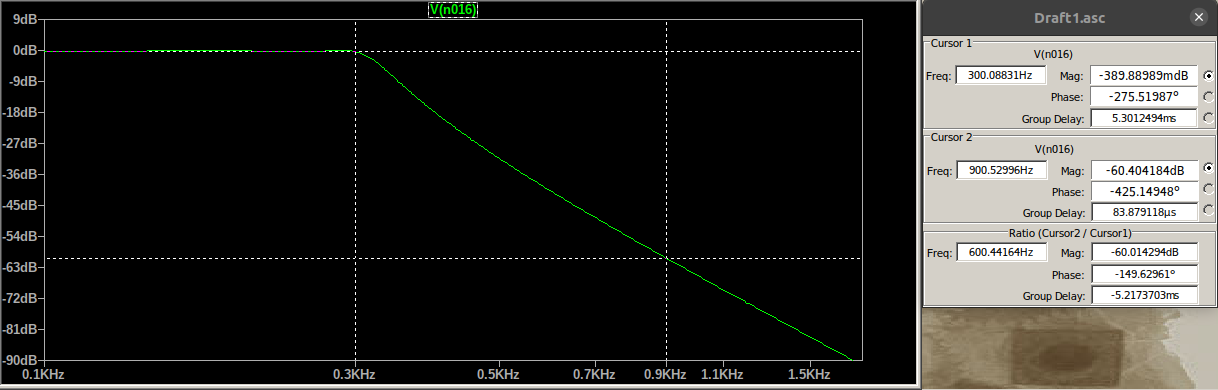 V(n016)
9dB
0dB
-9dB
-18dB
-27dB
-36dB
-45dB
-54dB
-63dB
-72dB
-81dB
-90dB
0.1KHz 0.3KHz 0.5KHz 0.7KHz 0.9KHz 1.1KHz 1.5KHz
Draft1.asc
Cursor 1
V(n016)
Freq: 300.08831Hz Mag: -389.88989mdB
Phase: -275.51987°
Group Delay: 5.3012494ms
Cursor 2
V(n016)
Freq: 900.52996Hz Mag: -60.404184dB
Phase: -425.14948°
Group Delay: 83.879118µs
Ratio (Cursor2 / Cursor1)
Freq: 600.44164Hz Mag: -60.014294dB
Phase: -149.62961°
Group Delay: -5.2173703ms